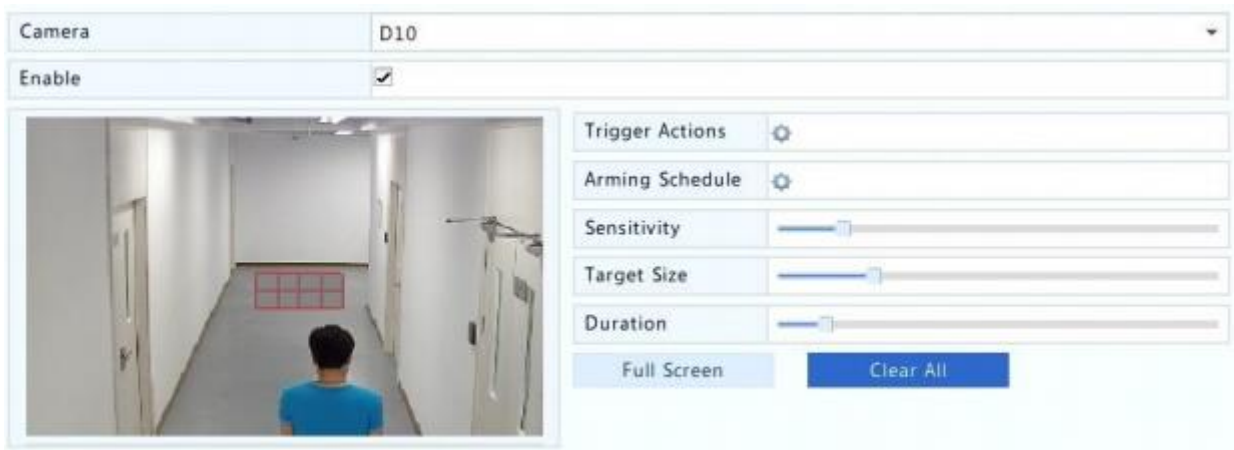 Camera
D10
Enable
Trigger Actions
Arming Schedule
Sensitivity
Target Size
Duration
Full Screen
Clear All